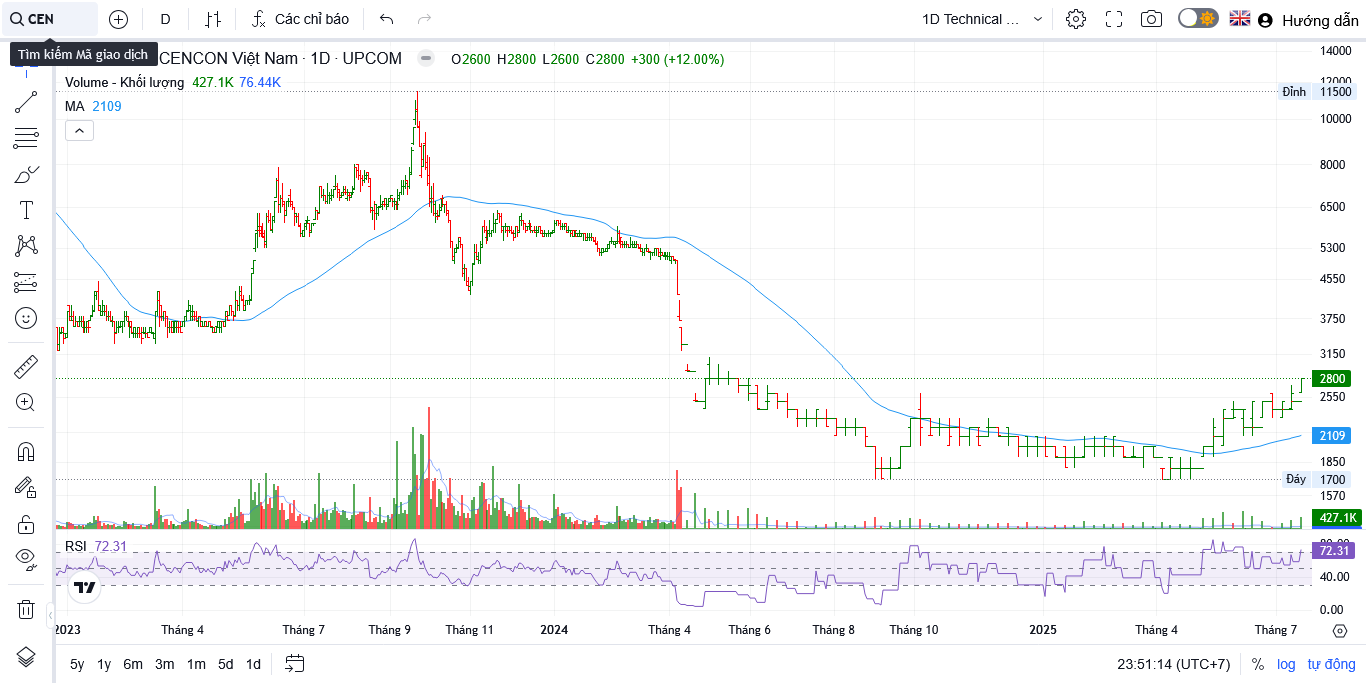 CEN D Các chỉ báo 1D Technical ... Hướng dẫn
Tìm kiếm Mã giao dịch
CENCON Việt Nam · 1D · UPCOM O2600 H2800 L2600 C2800 +300 (+12.00%)
Volume - Khối lượng 427.1K 76.44K
MA 2109
14000
12000
Đỉnh 11500
10000
8000
6500
5300
4550
3750
3150
2800
2550
2109
1850
Đáy 1700
1570
427.1K
RSI 72.31
80.00
72.31
40.00
0.00
2023 Tháng 4 Tháng 7 Tháng 9 Tháng 11 2024 Tháng 4 Tháng 6 Tháng 8 Tháng 10 2025 Tháng 4 Tháng 7
5y 1y 6m 3m 1m 5d 1d 23:51:14 (UTC+7) % log tự động